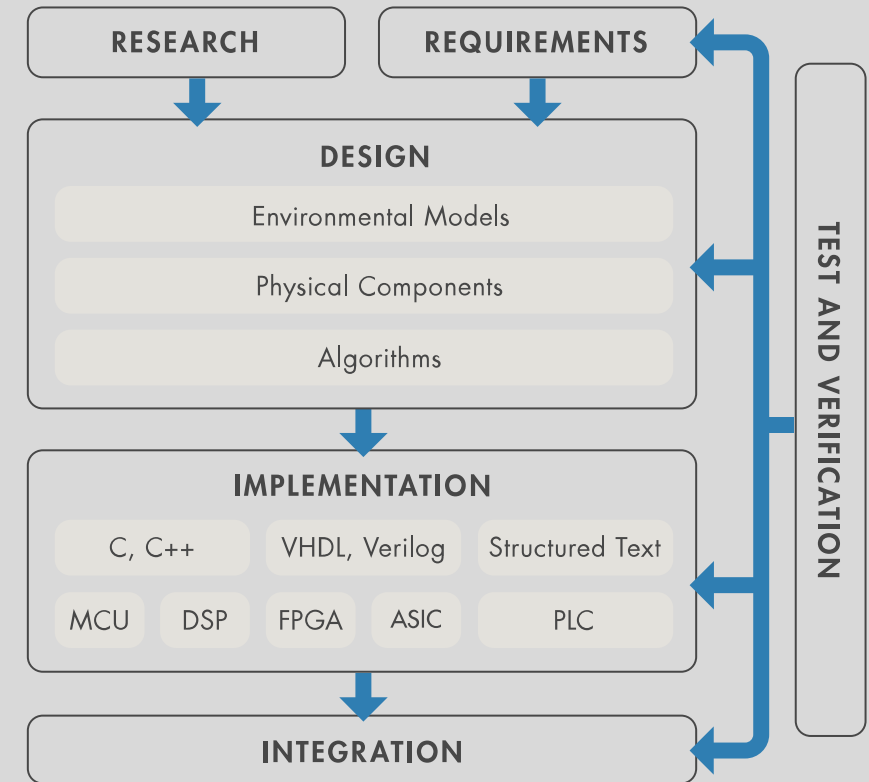 RESEARCH
REQUIREMENTS
DESIGN
Environmental Models
Physical Components
Algorithms
IMPLEMENTATION
C, C++
VHDL, Verilog
Structured Text
MCU
DSP
FPGA
ASIC
PLC
INTEGRATION
TEST AND VERIFICATION